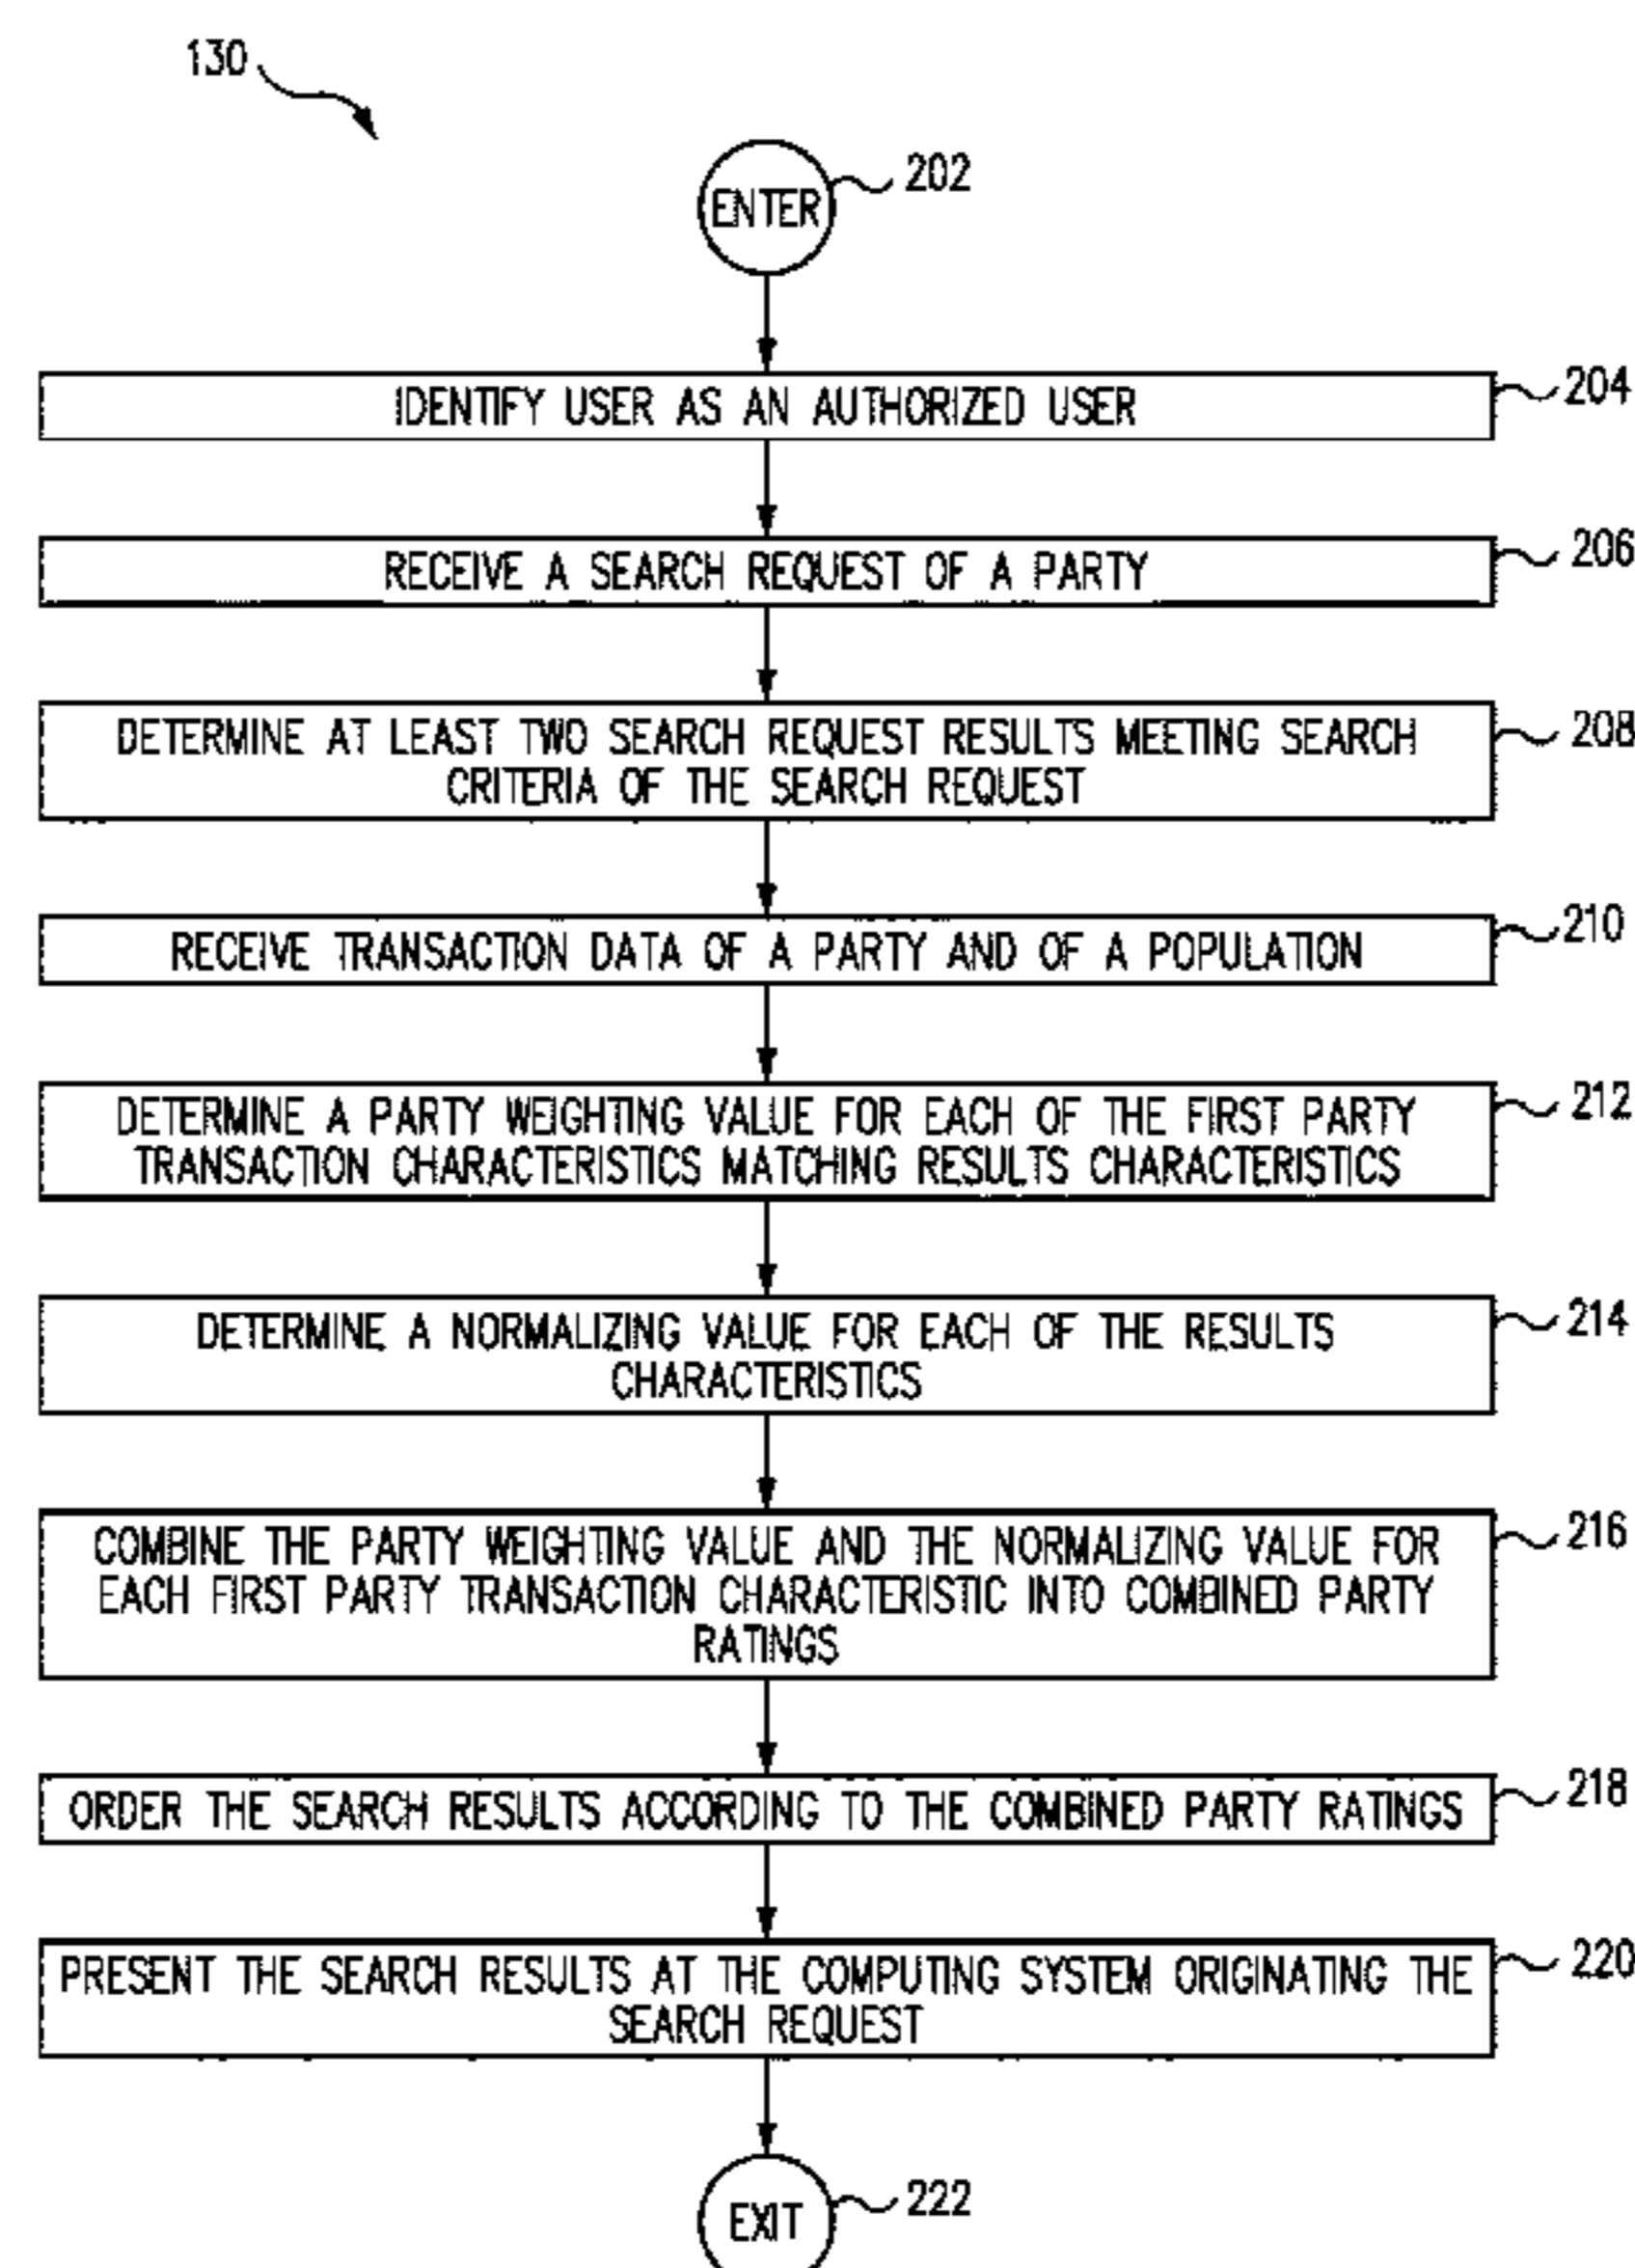 130
ENTER
202
IDENTIFY USER AS AN AUTHORIZED USER
204
RECEIVE A SEARCH REQUEST OF A PARTY
206
DETERMINE AT LEAST TWO SEARCH REQUEST RESULTS MEETING SEARCH
CRITERIA OF THE SEARCH REQUEST
208
RECEIVE TRANSACTION DATA OF A PARTY AND OF A POPULATION
210
DETERMINE A PARTY WEIGHTING VALUE FOR EACH OF THE FIRST PARTY
TRANSACTION CHARACTERISTICS MATCHING RESULTS CHARACTERISTICS
212
DETERMINE A NORMALIZING VALUE FOR EACH OF THE RESULTS
CHARACTERISTICS
214
COMBINE THE PARTY WEIGHTING VALUE AND THE NORMALIZING VALUE FOR
EACH FIRST PARTY TRANSACTION CHARACTERISTIC INTO COMBINED PARTY
RATINGS
216
ORDER THE SEARCH RESULTS ACCORDING TO THE COMBINED PARTY RATINGS
218
PRESENT THE SEARCH RESULTS AT THE COMPUTING SYSTEM ORIGINATING THE
SEARCH REQUEST
220
EXIT
222